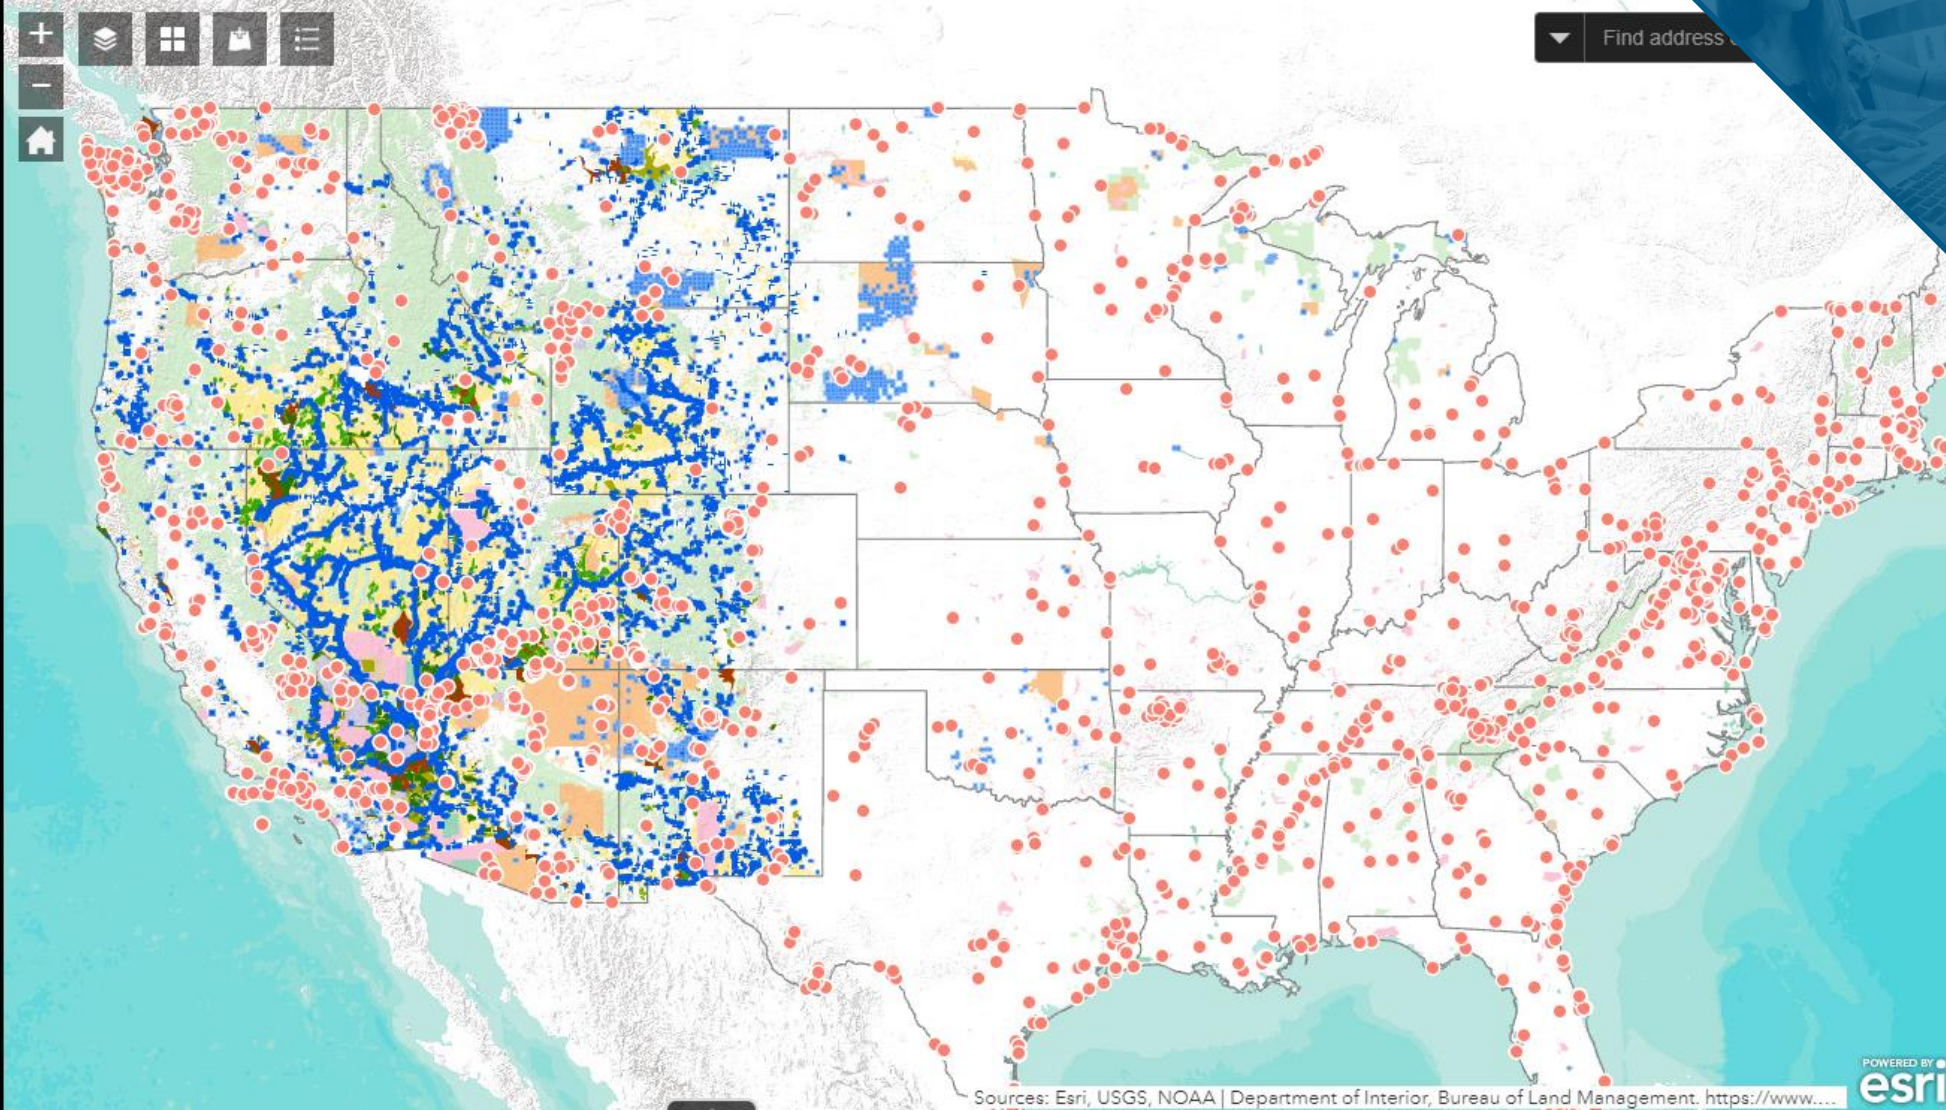 Find address
Sources: Esri, USGS, NOAA | Department of Interior, Bureau of Land Management. https://www....
POWERED BY
esri